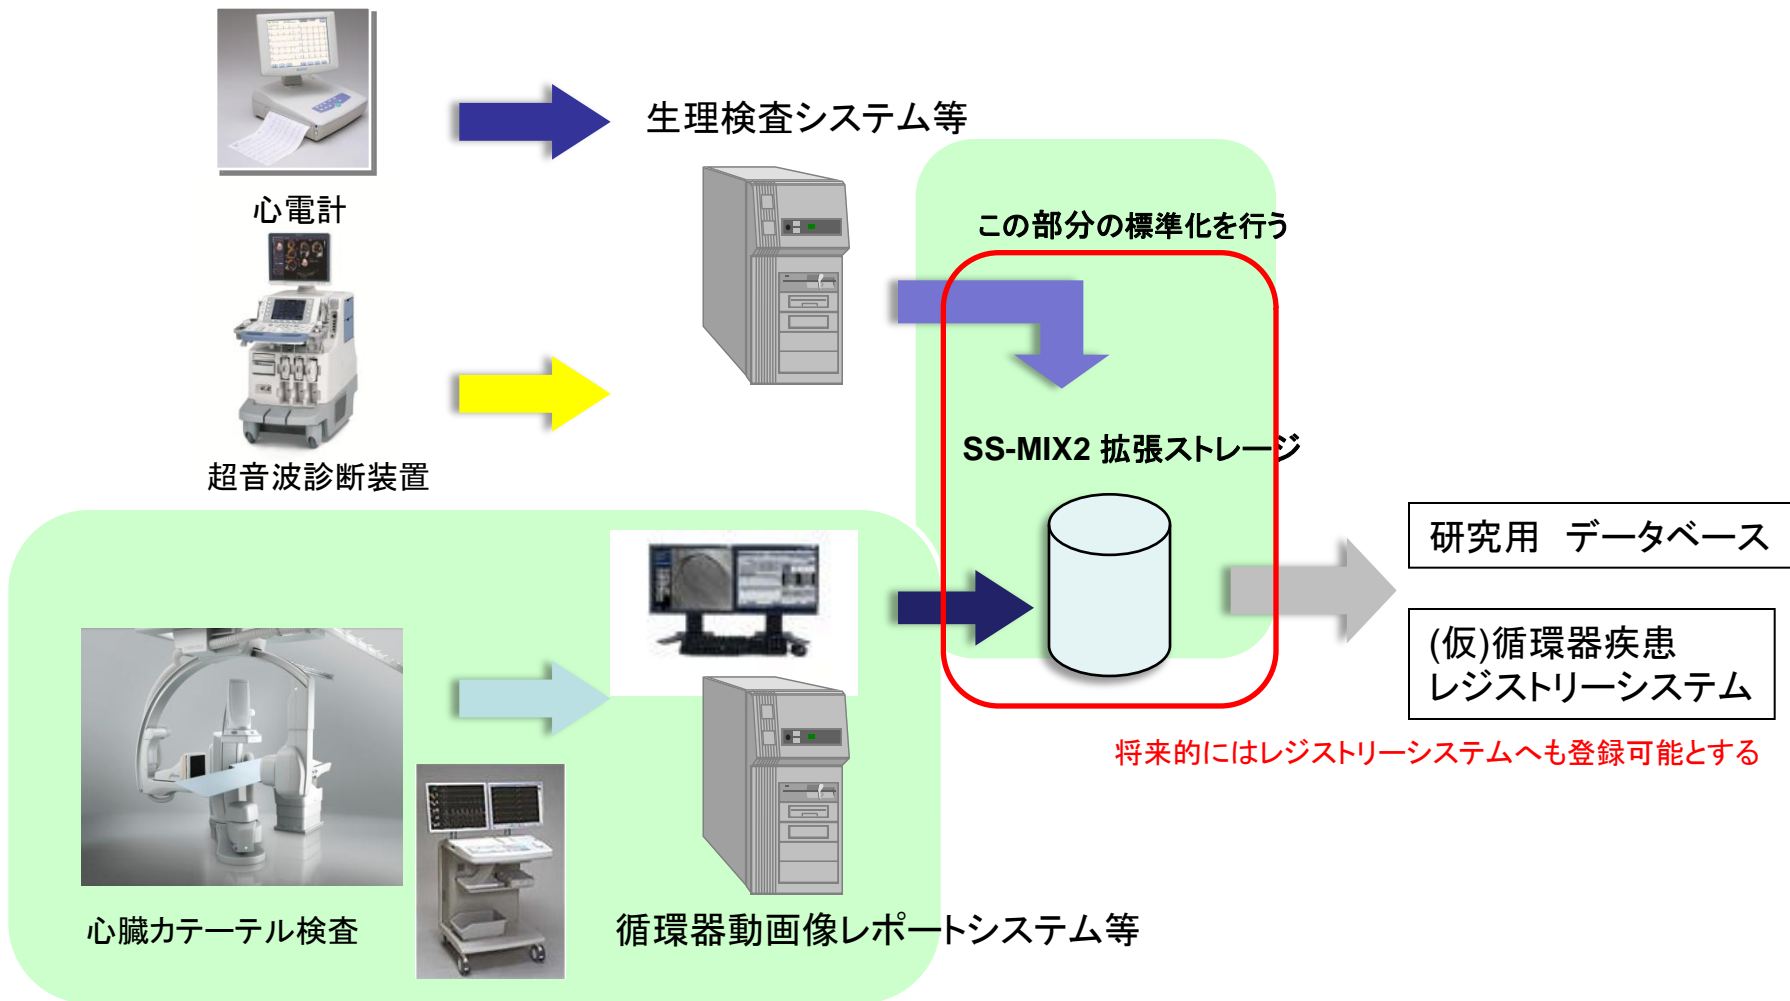 生理検査システム等
心電計
この部分の標準化を行う
SS-MIX2 拡張ストレージ
超音波診断装置
研究用　データベース
(仮)循環器疾患
レジストリーシステム
将来的にはレジストリーシステムへも登録可能とする
心臓カテーテル検査
循環器動画像レポートシステム等